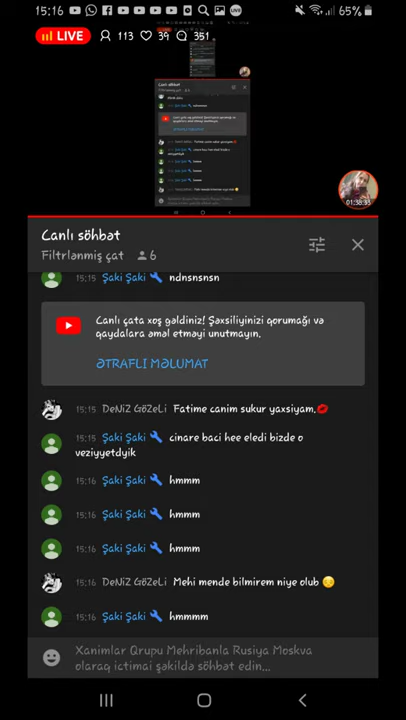 15:16
65%
LIVE 113 39 351
Canlı söhbət
01:38:35
Canlı söhbət
Filtrlənmiş çat 6
15:15 Şaki Şaki ndnsnsnsn
Canlı çata xoş gəldiniz! Şəxsiliyinizi qorumağı və
qaydalara əməl etməyi unutmayın.
ƏTRAFLI MƏLUMAT
15:15 DeNiZ GöZeLi Fatime canim sukur yaxsiyam.💋
15:15 Şaki Şaki cinare baci hee eledi bizde o
veziyyetdyik
15:16 Şaki Şaki hmmm
15:16 Şaki Şaki hmmm
15:16 Şaki Şaki hmmm
15:16 DeNiZ GöZeLi Mehi mende bilmirem niye olub 😔
15:16 Şaki Şaki hmmmm
Xanimlar Qrupu Mehribanla Rusiya Moskva
olaraq ictimai şəkildə söhbət edin...